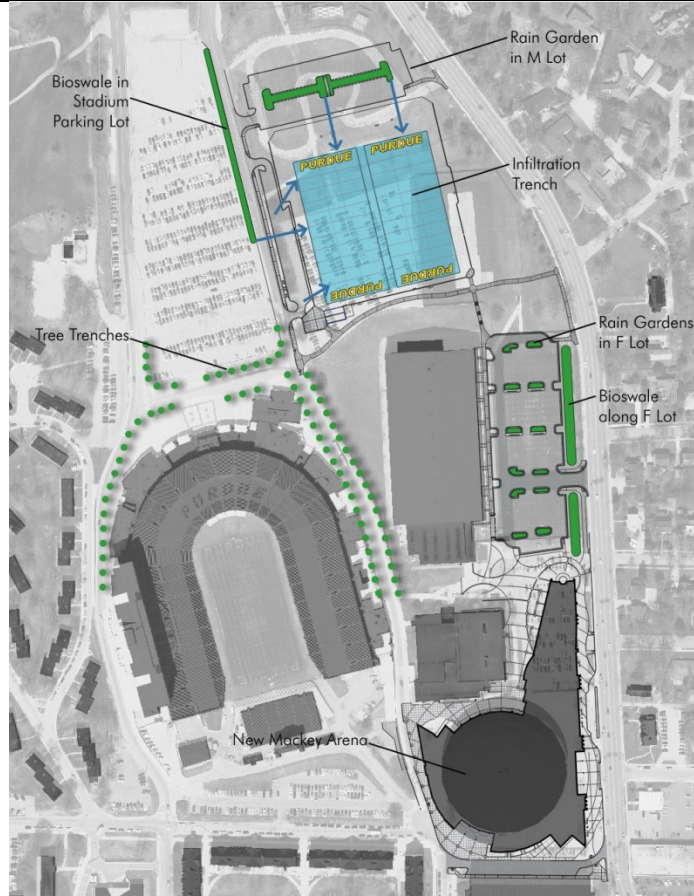 Rain Garden
in M Lot
Bioswale in
Stadium
Parking Lot
PURDUE
PURDUE
Infiltration
Trench
PURDUE
PURDUE
Rain Gardens
in F Lot
Tree Trenches
Bioswale
along F Lot
PURDUE
New Mackey Arena